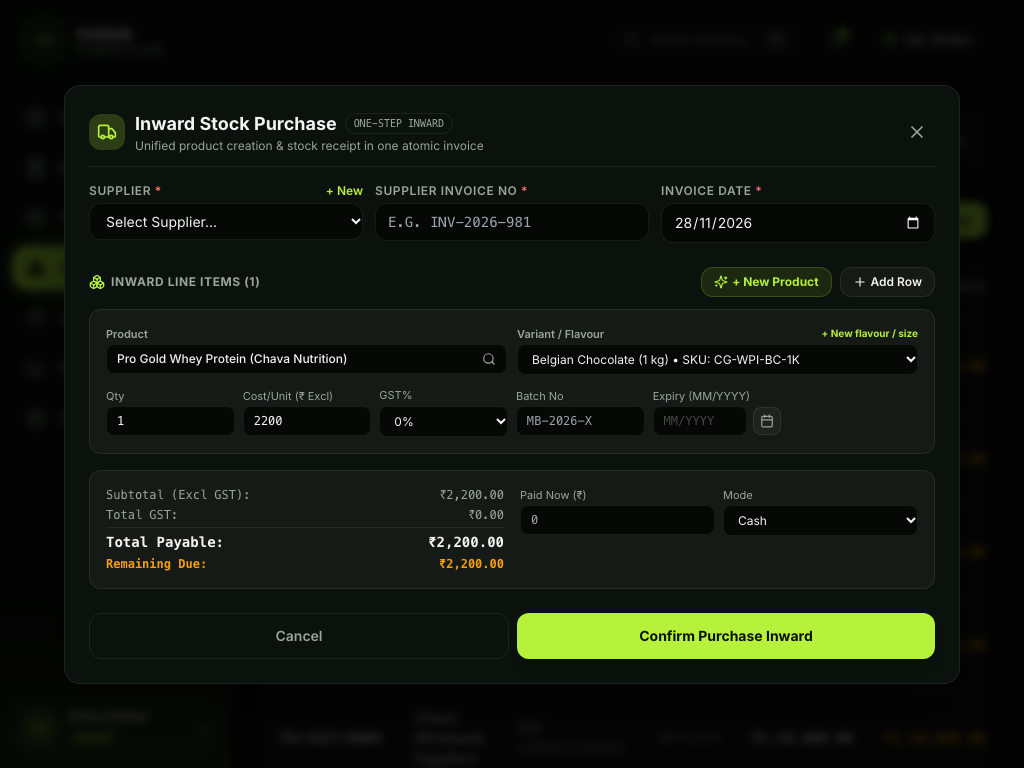 Inward Stock Purchase ONE-STEP INWARD
Unified product creation & stock receipt in one atomic invoice
SUPPLIER * + New SUPPLIER INVOICE NO * INVOICE DATE *
Select Supplier... E.G. INV-2026-981 28/11/2026
INWARD LINE ITEMS (1) + New Product + Add Row
Product Variant / Flavour + New flavour / size
Pro Gold Whey Protein (Chava Nutrition) Belgian Chocolate (1 kg) • SKU: CG-WPI-BC-1K
Qty Cost/Unit (₹ Excl) GST% Batch No Expiry (MM/YYYY)
1 2200 0% MB-2026-X MM/YYYY
Subtotal (Excl GST): ₹2,200.00 Paid Now (₹) Mode
Total GST: ₹0.00 0 Cash
Total Payable: ₹2,200.00
Remaining Due: ₹2,200.00
Cancel Confirm Purchase Inward